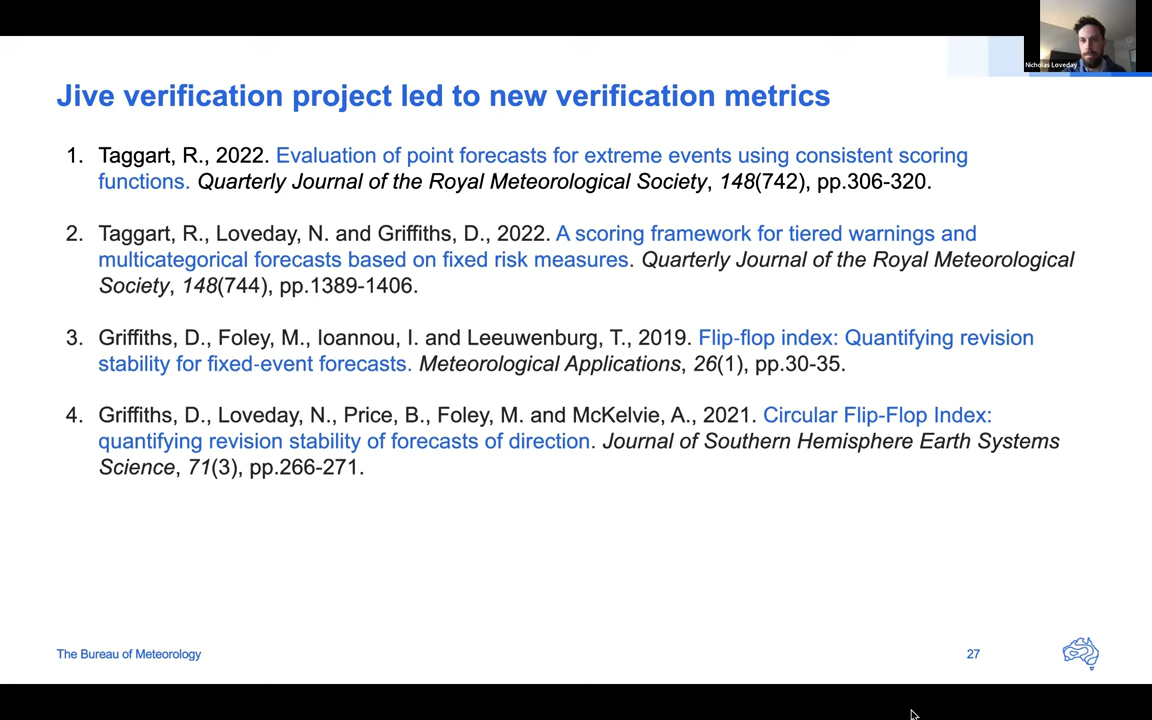 Nicholas Loveday
Jive verification project led to new verification metrics
1. Taggart, R., 2022. Evaluation of point forecasts for extreme events using consistent scoring
functions. Quarterly Journal of the Royal Meteorological Society, 148(742), pp.306-320.
2. Taggart, R., Loveday, N. and Griffiths, D., 2022. A scoring framework for tiered warnings and
multicategorical forecasts based on fixed risk measures. Quarterly Journal of the Royal Meteorological
Society, 148(744), pp.1389-1406.
3. Griffiths, D., Foley, M., Ioannou, I. and Leeuwenburg, T., 2019. Flip-flop index: Quantifying revision
stability for fixed-event forecasts. Meteorological Applications, 26(1), pp.30-35.
4. Griffiths, D., Loveday, N., Price, B., Foley, M. and McKelvie, A., 2021. Circular Flip-Flop Index:
quantifying revision stability of forecasts of direction. Journal of Southern Hemisphere Earth Systems
Science, 71(3), pp.266-271.
The Bureau of Meteorology
27